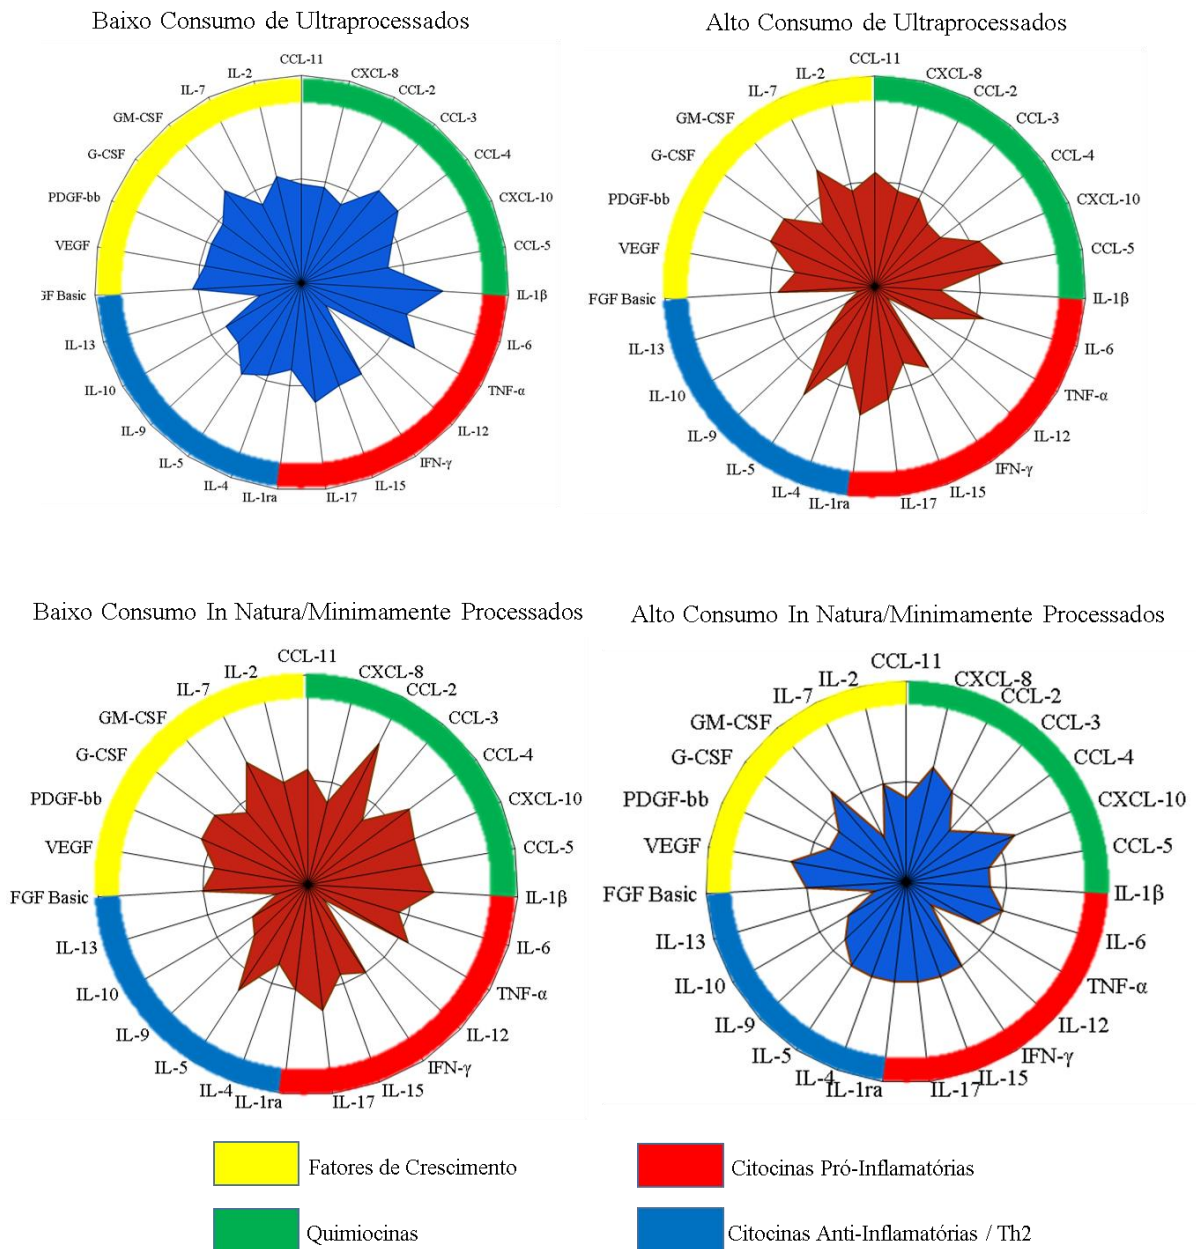 Baixo Consumo de Ultraprocessados
CCL-11
CXCL-8
CCL-2
CCL-3
CCL-4
CXCL-10
CCL-5
IL-1β
IL-6
TNF-α
IL-12
IFN-γ
IL-15
IL-17
IL-1ra
IL-4
IL-5
IL-9
IL-10
IL-13
GF Basic
VEGF
PDGF-bb
G-CSF
GM-CSF
IL-7
IL-2
Alto Consumo de Ultraprocessados
CCL-11
CXCL-8
CCL-2
CCL-3
CCL-4
CXCL-10
CCL-5
IL-1β
IL-6
TNF-α
IL-12
IFN-γ
IL-15
IL-17
IL-1ra
IL-4
IL-5
IL-9
IL-10
IL-13
FGF Basic
VEGF
PDGF-bb
G-CSF
GM-CSF
IL-7
IL-2
Baixo Consumo In Natura/Minimamente Processados
CCL-11
CXCL-8
CCL-2
CCL-3
CCL-4
CXCL-10
CCL-5
IL-1β
IL-6
TNF-α
IL-12
IFN-γ
IL-15
IL-17
IL-1ra
IL-4
IL-5
IL-9
IL-10
IL-13
FGF Basic
VEGF
PDGF-bb
G-CSF
GM-CSF
IL-7
IL-2
Alto Consumo In Natura/Minimamente Processados
CCL-11
CXCL-8
CCL-2
CCL-3
CCL-4
CXCL-10
CCL-5
IL-1β
IL-6
TNF-α
IL-12
IFN-γ
IL-15
IL-17
IL-1ra
IL-4
IL-5
IL-9
IL-10
IL-13
FGF Basic
VEGF
PDGF-bb
G-CSF
GM-CSF
IL-7
IL-2
Fatores de Crescimento
Citocinas Pró-Inflamatórias
Quimiocinas
Citocinas Anti-Inflamatórias / Th2